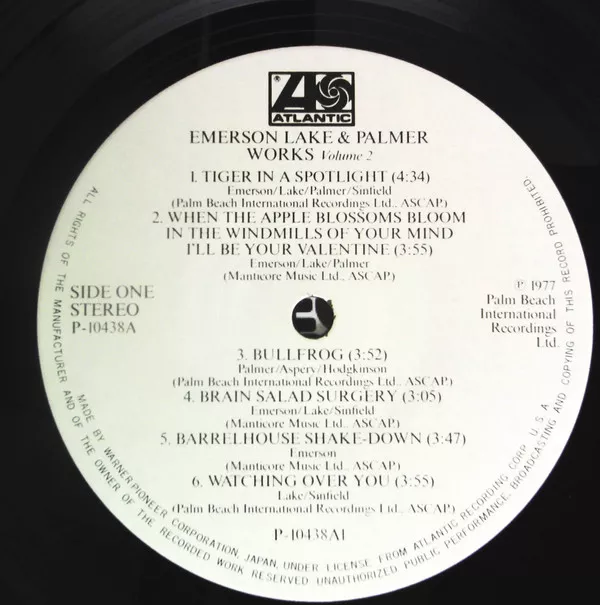 ATLANTIC
EMERSON LAKE & PALMER
WORKS Volume 2
1. TIGER IN A SPOTLIGHT (4:34)
Emerson/Lake/Palmer/Sinfield
(Palm Beach International Recordings Ltd., ASCAP)
2. WHEN THE APPLE BLOSSOMS BLOOM
IN THE WINDMILLS OF YOUR MIND
I'LL BE YOUR VALENTINE (3:55)
Emerson/Lake/Palmer
(Manticore Music Ltd., ASCAP)
SIDE ONE
STEREO
P-10438A
℗ 1977
Palm Beach
International
Recordings
Ltd.
3. BULLFROG (3:52)
Palmer/Aspery/Hodgkinson
(Palm Beach International Recordings Ltd., ASCAP)
4. BRAIN SALAD SURGERY (3:05)
Emerson/Lake/Sinfield
(Manticore Music Ltd., ASCAP)
5. BARRELHOUSE SHAKE-DOWN (3:47)
Emerson
(Manticore Music Ltd., ASCAP)
6. WATCHING OVER YOU (3:55)
Lake/Sinfield
(Palm Beach International Recordings Ltd., ASCAP)
P-10438A1
MADE BY WARNER-PIONEER CORPORATION, JAPAN, UNDER LICENSE FROM ATLANTIC RECORDING CORP. U.S.A.
ALL RIGHTS OF THE MANUFACTURER AND OF THE OWNER OF THE RECORDED WORK RESERVED UNAUTHORIZED PUBLIC PERFORMANCE, BROADCASTING AND COPYING OF THIS RECORD PROHIBITED.